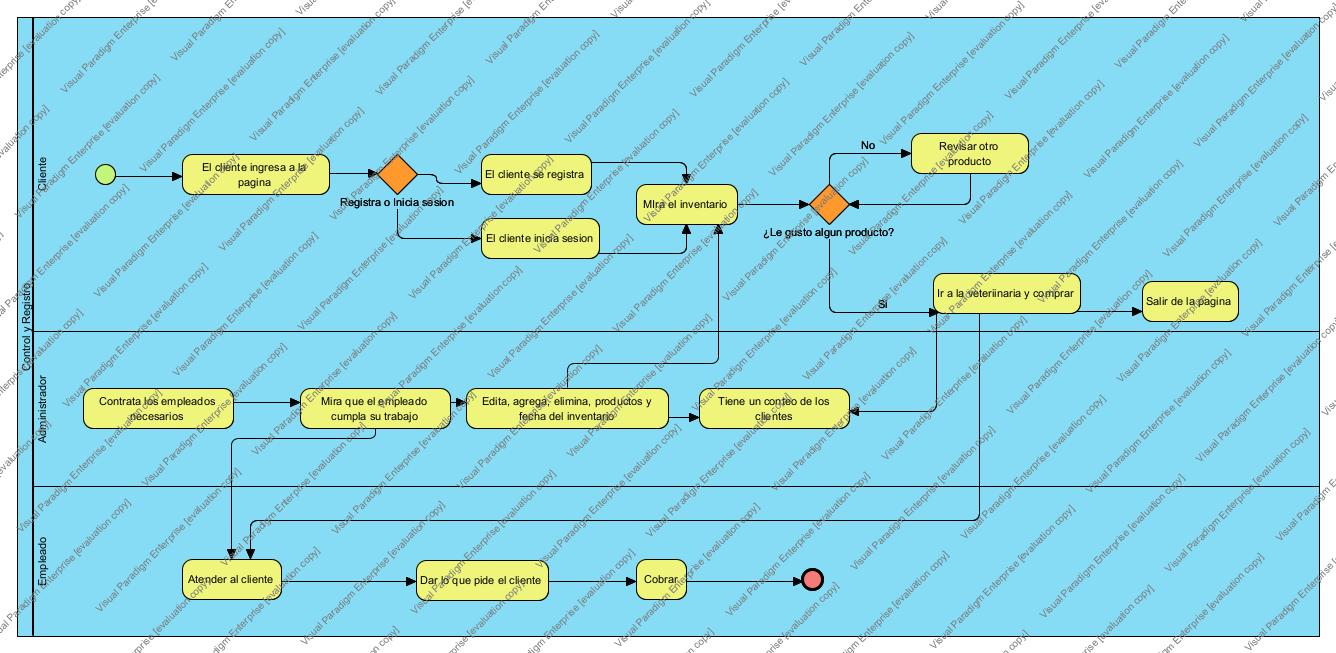 Control y Registro
Cliente
El cliente ingresa a la
pagina
Registra o Inicia sesion
El cliente se registra
El cliente inicia sesion
MIra el inventario
¿Le gusto algun producto?
No
Revisar otro
producto
Si
Ir a la veteriinaria y comprar
Salir de la pagina
Administrador
Contrata los empleados
necesarios
Mira que el empleado
cumpla su trabajo
Edita, agrega, elimina, productos y
fecha del inventario
Tiene un conteo de los
clientes
Empleado
Atender al cliente
Dar lo que pide el cliente
Cobrar
Visual Paradigm Enterprise [evaluation copy]